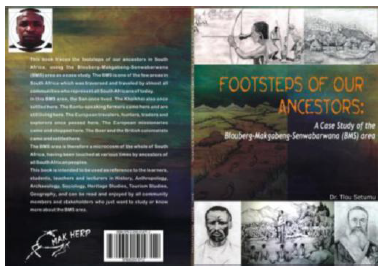 This book traces the footsteps of our ancestors in South
Africa, using the Blouberg-Makgabeng-Senwabarwana
(BMS) area as a case study. The BMS is one of the few areas in
South Africa which was traversed and traveled by almost all
communities who represent all South Africans of today.
In this BMS area, the San once lived. The Khoikhoi also once
settled here. The Bantu-speaking farmers came here and are
still living here. The European travelers, hunters, traders and
explorers once passed here. The European missionaries
came and stopped here. The Boer and the British colonialists
came and settled here.
The BMS area is therefore a microcosm of the whole of South
Africa, having been touched at various times by ancestors of
all South African peoples.
This book is intended to be used as reference to the learners,
students, teachers and lecturers in History, Anthropology,
Archaeology, Sociology, Heritage Studies, Tourism Studies,
Geography, and can be read and enjoyed by all community
members and stakeholders who just want to study or know
more about the BMS area.
MAK HERP
FOOTSTEPS OF OUR
ANCESTORS:
A Case Study of the
Blouberg-Makgabeng-Senwabarwana (BMS) area
Dr. Tlou Setumu